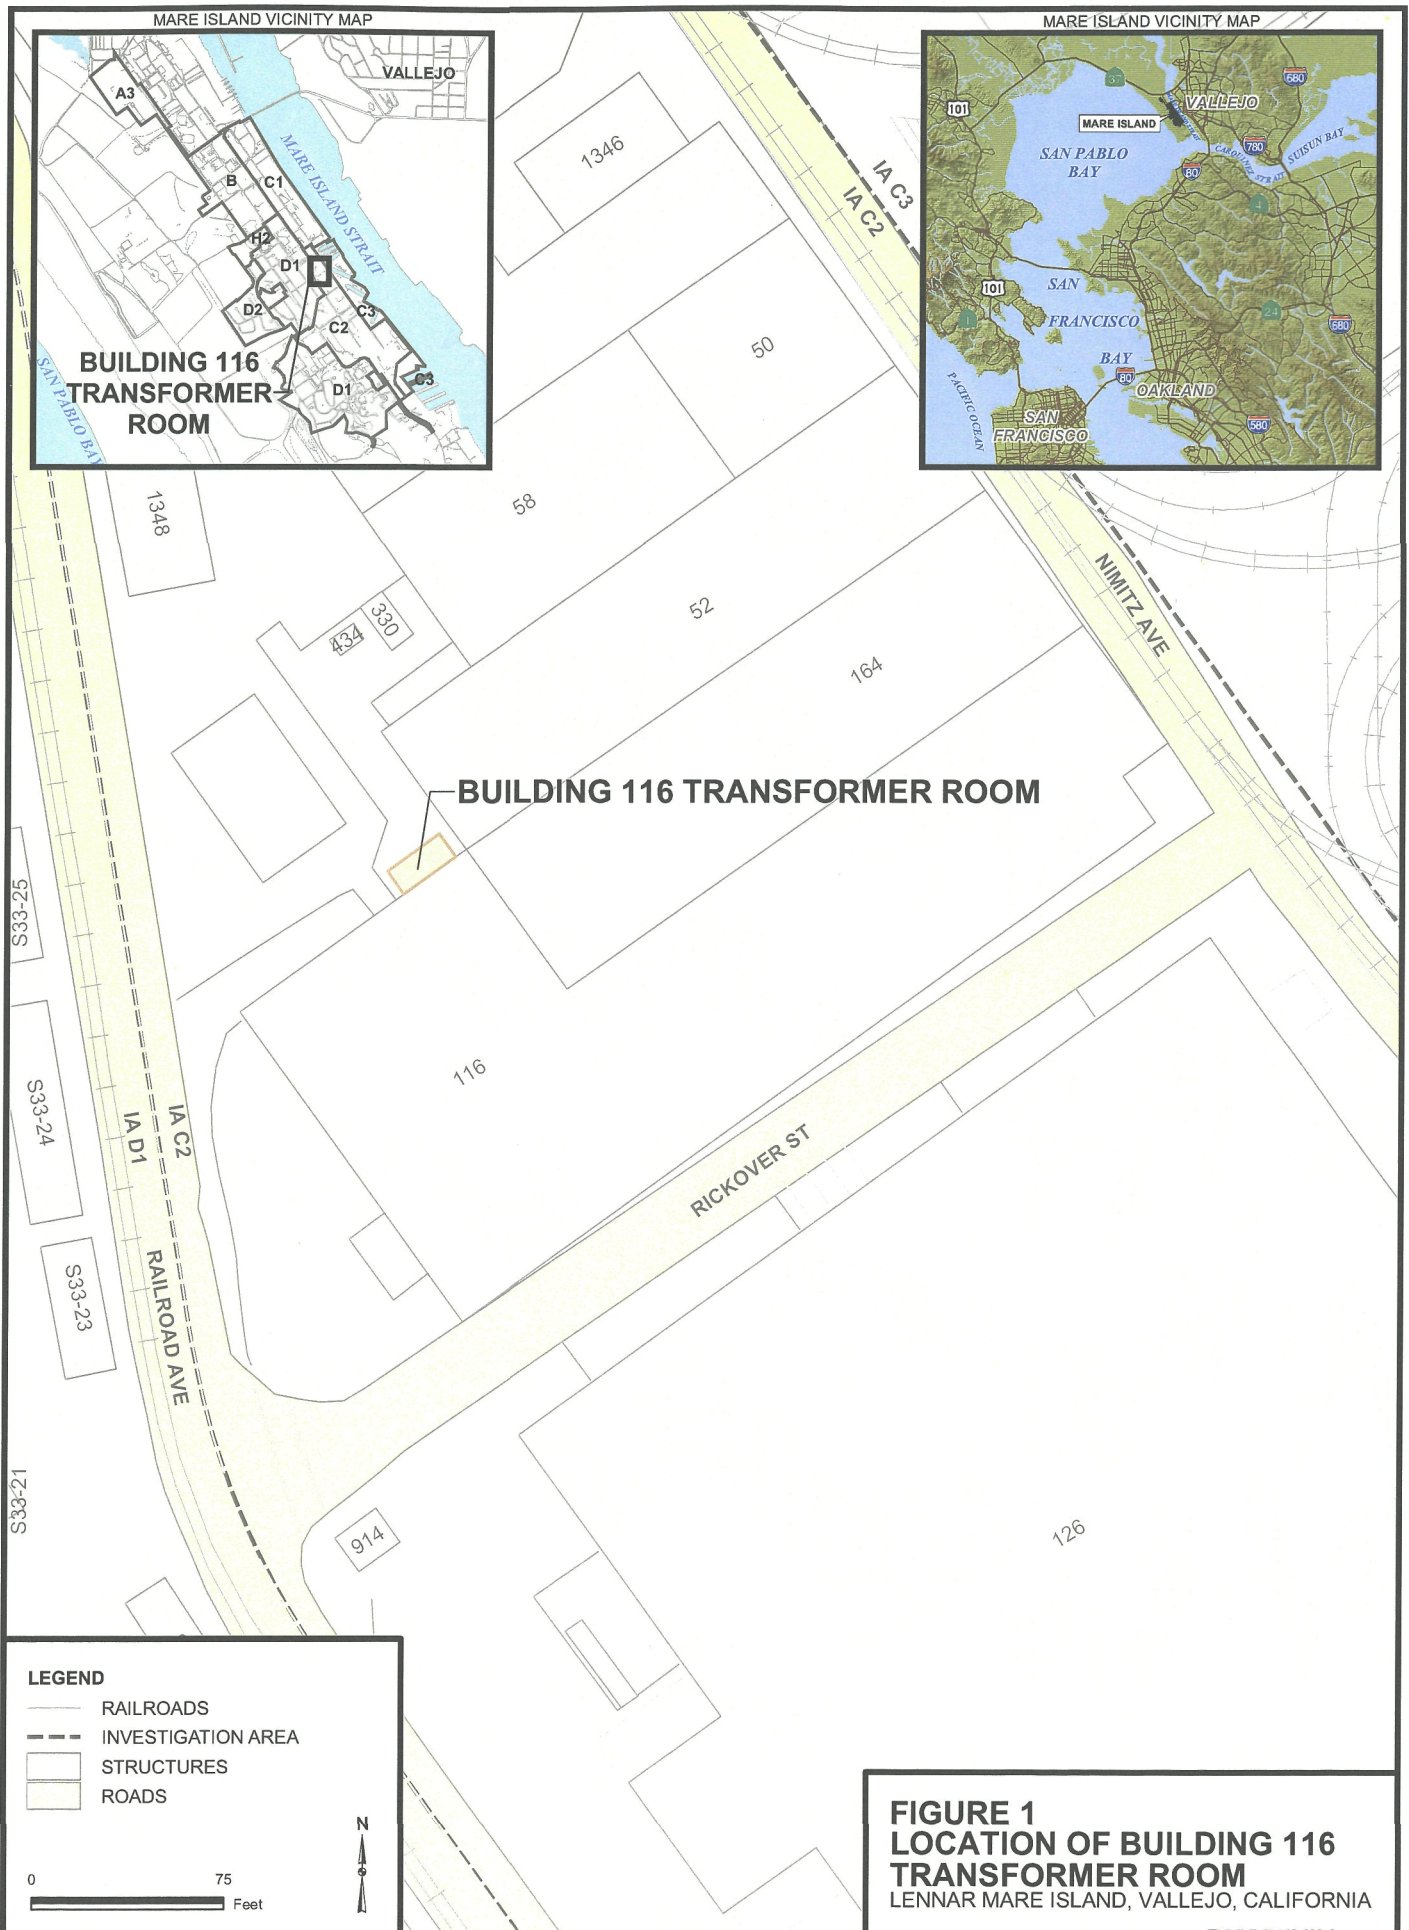 MARE ISLAND VICINITY MAP
VALLEJO
A3
MARE ISLAND STRAIT
B
C1
H2
D1
D2
C3
C2
BUILDING 116
TRANSFORMER
ROOM
D1
C3
SAN PABLO BAY
MARE ISLAND VICINITY MAP
37
680
101
VALLEJO
MARE ISLAND
SAN PABLO
BAY
780
SUISUN BAY
CARQUINEZ STRAIT
80
4
101
SAN
FRANCISCO
BAY
1
24
680
80
OAKLAND
PACIFIC OCEAN
SAN
FRANCISCO
580
1346
IA C3
IA C2
50
58
1348
NIMITZ AVE
52
330
434
164
BUILDING 116 TRANSFORMER ROOM
S33-25
116
S33-24
IA D1
IA C2
RICKOVER ST
S33-23
RAILROAD AVE
S33-21
914
126
LEGEND
RAILROADS
INVESTIGATION AREA
STRUCTURES
ROADS
N
0 75
Feet
FIGURE 1
LOCATION OF BUILDING 116
TRANSFORMER ROOM
LENNAR MARE ISLAND, VALLEJO, CALIFORNIA